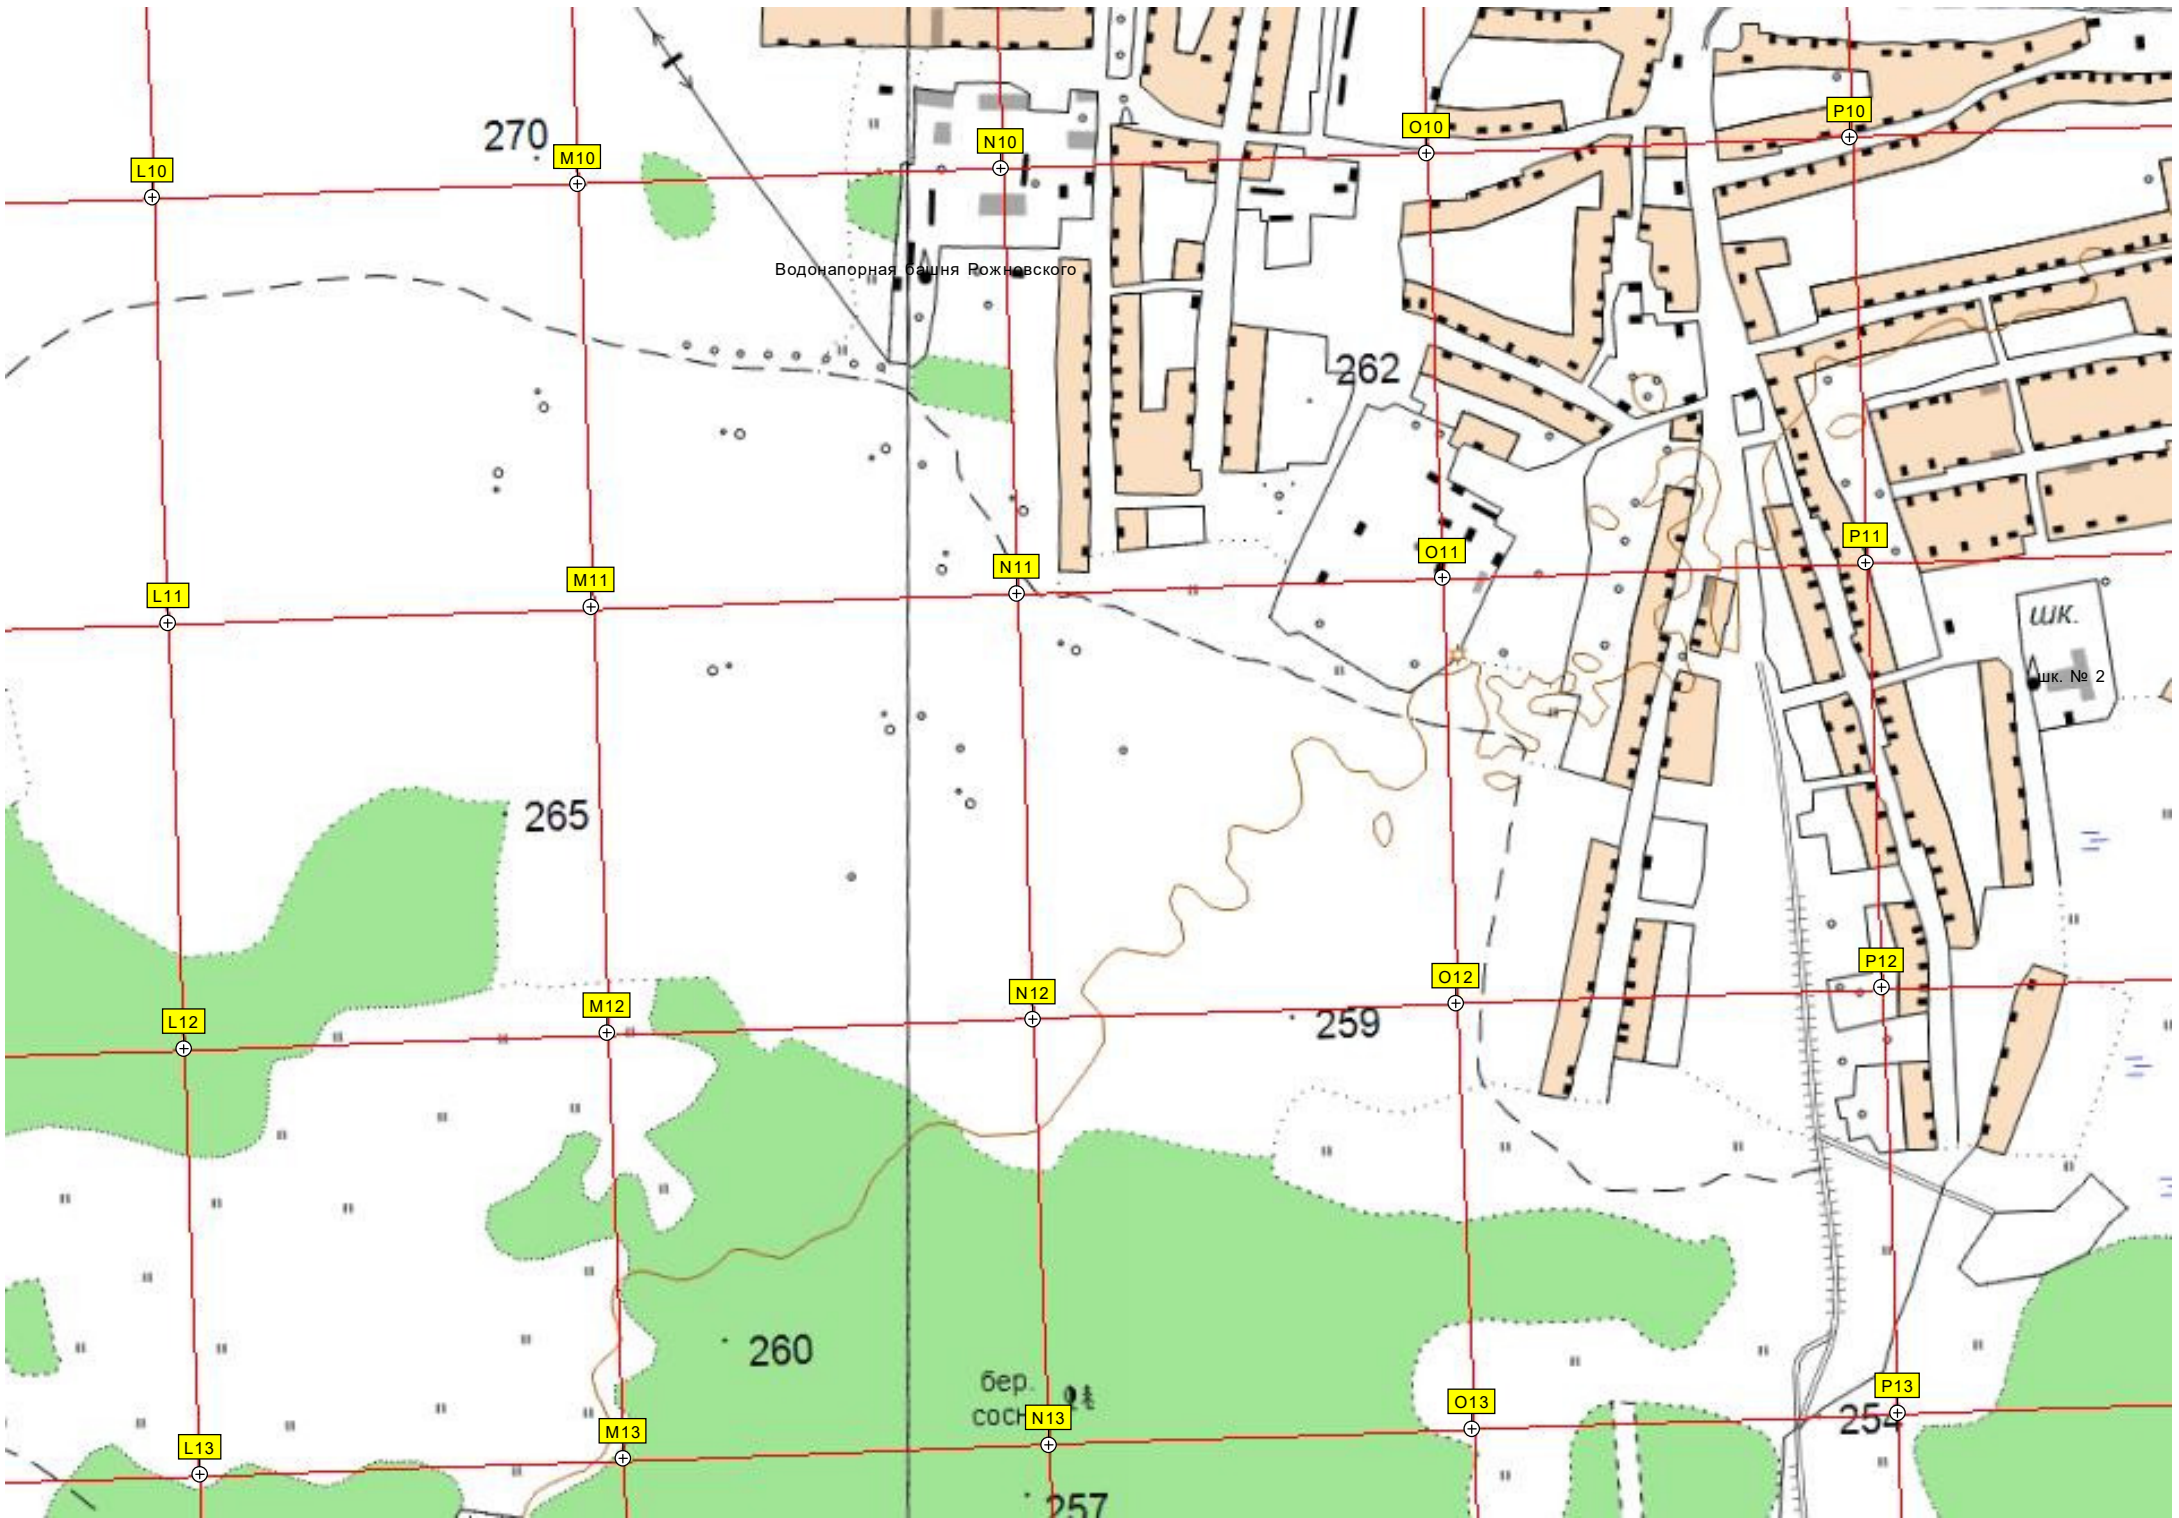 P10
O10
270
N10
M10
L10
Водонапорная башня Рожновского
262
P11
O11
N11
M11
L11
шк.
шк. № 2
265
P12
O12
N12
259
M12
L12
260
бер.
сосн
P13
254
O13
N13
M13
L13
257